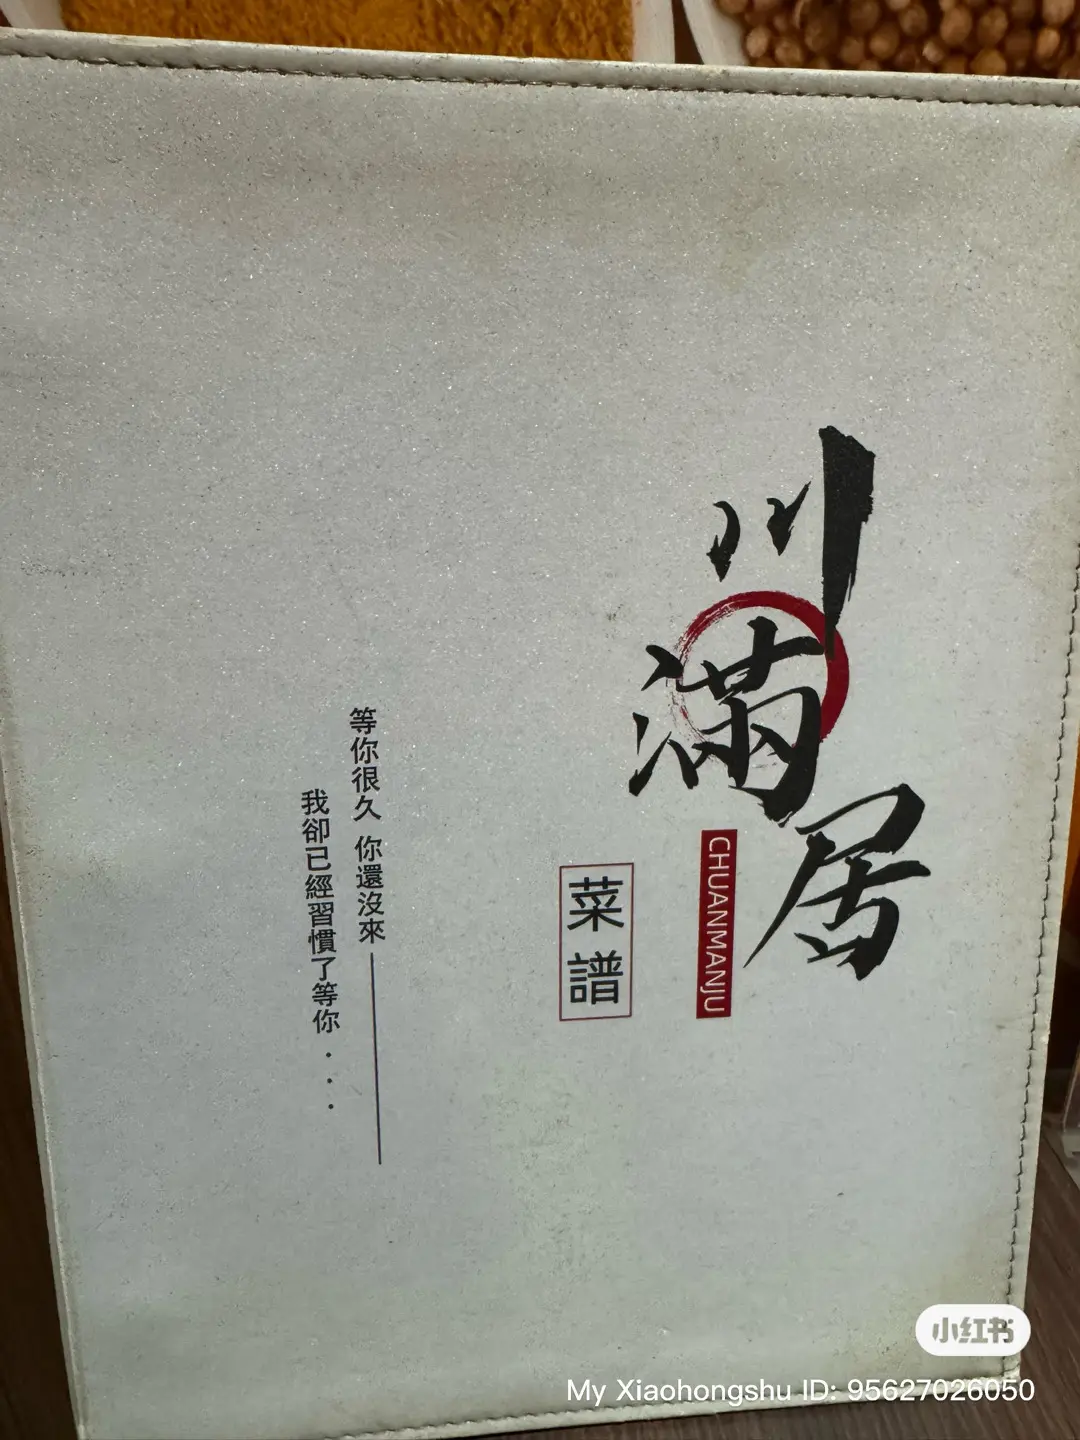 川滿居
CHUANMANJU
菜譜
等你很久 你還沒來——
我卻已經習慣了等你...
小红书
My Xiaohongshu ID: 95627026050